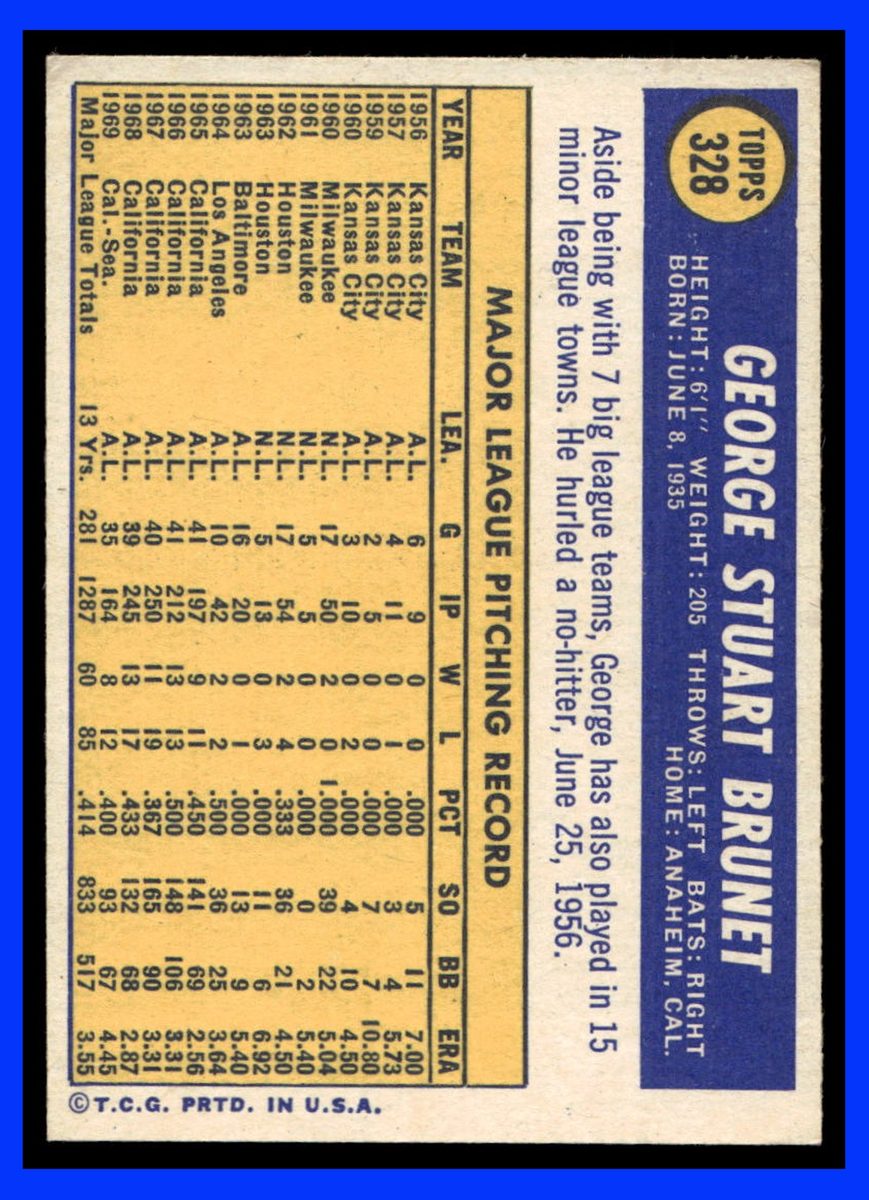 TOPPS
328
GEORGE STUART BRUNET
HEIGHT: 6'1" WEIGHT: 205 THROWS: LEFT BATS: RIGHT
BORN: JUNE 8, 1935 HOME: ANAHEIM, CAL.
Aside being with 7 big league teams, George has also played in 15
minor league towns. He hurled a no-hitter, June 25, 1956.
MAJOR LEAGUE PITCHING RECORD
YEAR TEAM LEA. G IP W L PCT SO BB ERA
1956 Kansas City A.L. 6 9 0 0 .000 5 11 7.00
1957 Kansas City A.L. 4 11 0 1 .000 3 4 5.73
1959 Kansas City A.L. 2 5 0 0 .000 7 7 10.80
1960 Kansas City A.L. 3 10 0 2 .000 4 10 4.50
1960 Milwaukee N.L. 17 50 2 0 1.000 39 22 5.04
1961 Milwaukee N.L. 5 5 0 0 .000 0 2 5.40
1962 Houston N.L. 17 54 2 4 .333 36 21 4.50
1963 Houston N.L. 5 13 0 3 .000 11 6 6.92
1963 Baltimore A.L. 16 20 0 1 .000 13 9 5.40
1964 Los Angeles A.L. 10 42 2 2 .500 36 25 3.64
1965 California A.L. 41 197 9 11 .450 141 69 2.56
1966 California A.L. 41 212 13 13 .500 148 106 3.31
1967 California A.L. 40 250 11 19 .367 165 90 3.31
1968 California A.L. 39 245 13 17 .433 132 68 2.87
1969 Cal.-Sea. A.L. 35 164 8 12 .400 93 67 4.45
Major League Totals 13 Yrs. 281 1287 60 85 .414 833 517 3.55
©T.C.G. PRTD. IN U.S.A.